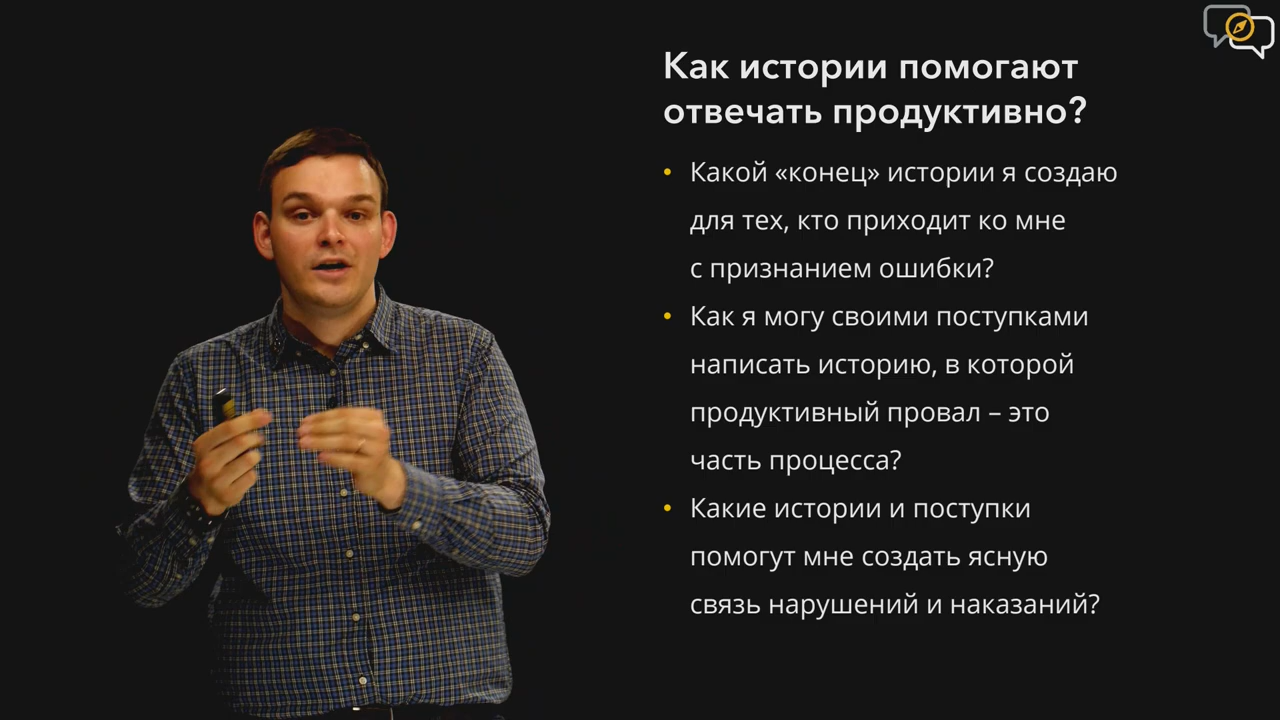 Как истории помогают
отвечать продуктивно?
• Какой «конец» истории я создаю
для тех, кто приходит ко мне
с признанием ошибки?
• Как я могу своими поступками
написать историю, в которой
продуктивный провал – это
часть процесса?
• Какие истории и поступки
помогут мне создать ясную
связь нарушений и наказаний?